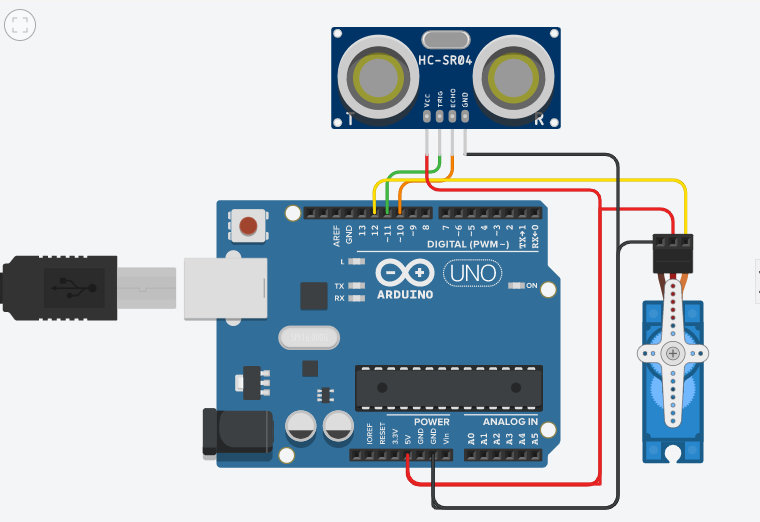 HC-SR04
VCC
TRIG
ECHO
GND
T
R
AREF
GND
13
12
~11
~10
~9
8
7
~6
~5
4
~3
2
TX→1
RX←0
DIGITAL (PWM~)
L
TX
RX
ARDUINO
UNO
ON
POWER
ANALOG IN
IOREF
RESET
3.3V
5V
GND
GND
Vin
A0
A1
A2
A3
A4
A5